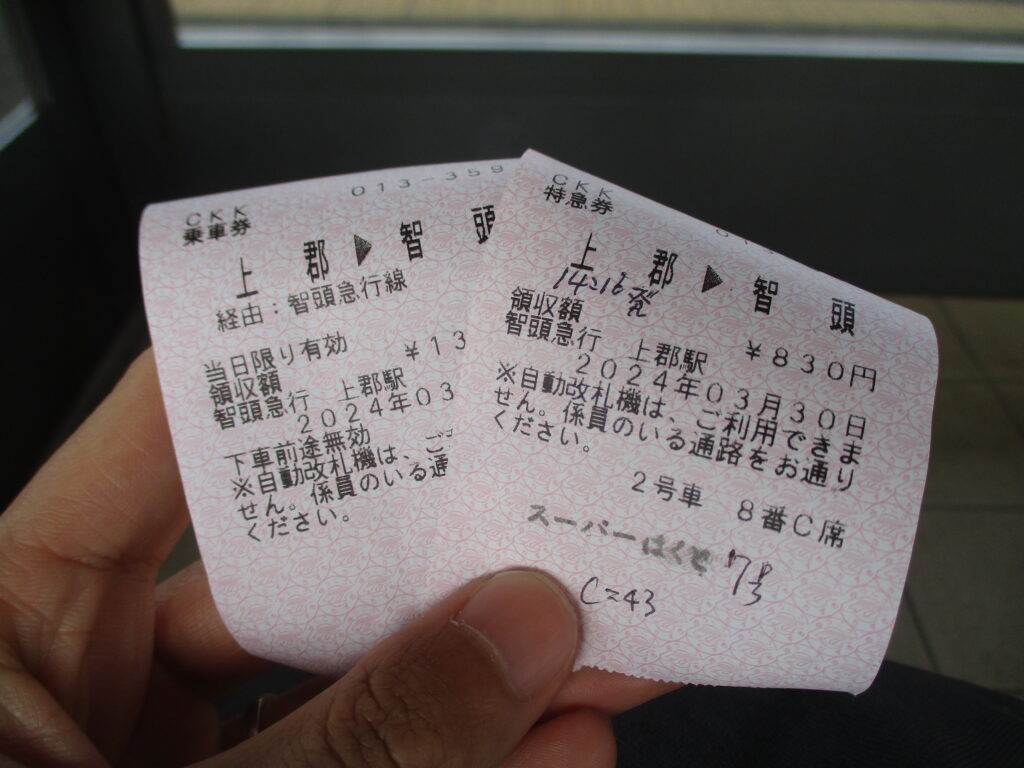 013-359
CKK
乗車券
上郡▶智頭
経由：智頭急行線
当日限り有効
領収額 ¥13
智頭急行 上郡駅
2024年03
下車前途無効
※自動改札機は、ご
せん。係員のいる通
ください。
CKK
特急券
上郡▶智頭
14:16発
領収額 ¥830円
智頭急行 上郡駅
2024年03月30日
※自動改札機は、ご利用できま
せん。係員のいる通路をお通り
ください。
2号車 8番C席
スーパーはくと 7号
C=43